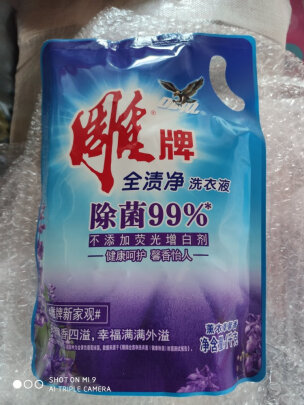 雕牌
全渍净 洗衣液
除菌99%*
不添加荧光增白剂
健康呵护 馨香怡人
牌新家观#
香四溢,幸福满满外溢
净含量
SHOT ON MI 9
AI TRIPLE CAMERA